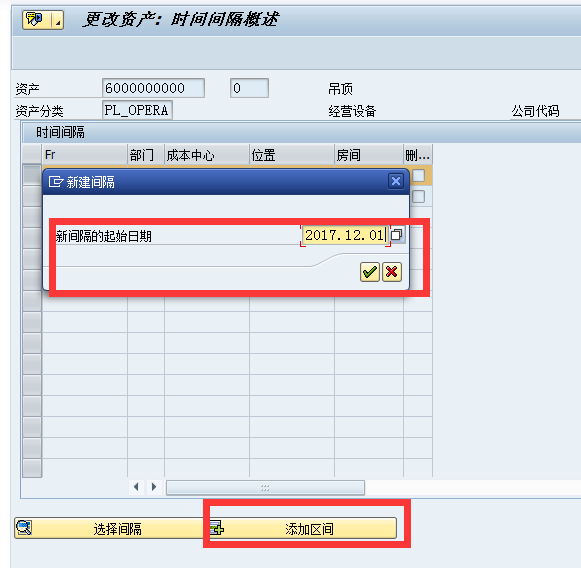 更改资产：时间间隔概述
资产 6000000000 0 吊顶
资产分类 PL_OPERA 经营设备 公司代码
时间间隔
Fr 部门 成本中心 位置 房间 删...
新建间隔
新间隔的起始日期 2017.12.01
选择间隔 添加区间